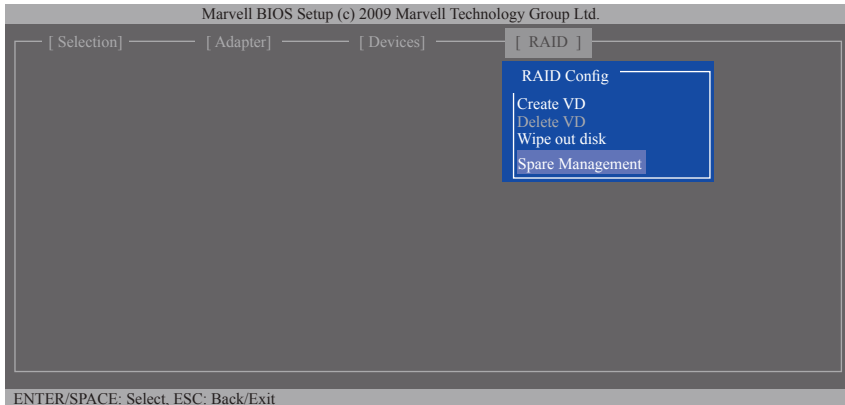 Marvell BIOS Setup (c) 2009 Marvell Technology Group Ltd.
[ Selection] [ Adapter] [ Devices] [ RAID ]
RAID Config
Create VD
Delete VD
Wipe out disk
Spare Management
ENTER/SPACE: Select, ESC: Back/Exit